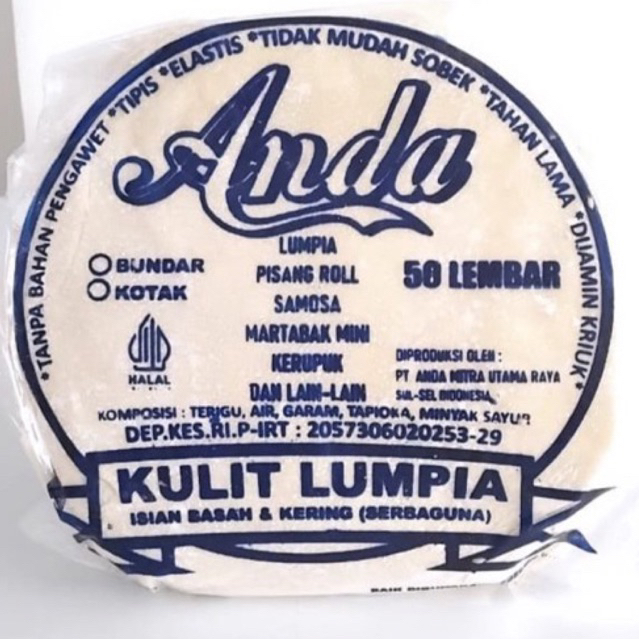 *TANPA BAHAN PENGAWET *TIPIS *ELASTIS *TIDAK MUDAH SOBEK *TAHAN LAMA *DIJAMIN KRIUK*
Anda
LUMPIA
PISANG ROLL
SAMOSA
MARTABAK MINI
KERUPUK
DAN LAIN-LAIN
BUNDAR
KOTAK
HALAL
50 LEMBAR
DIPRODUKSI OLEH :
PT ANDA MITRA UTAMA RAYA
SUL-SEL INDONESIA
KOMPOSISI : TERIGU, AIR, GARAM, TAPIOKA, MINYAK SAYUR
DEP.KES.RI.P-IRT : 2057306020253-29
KULIT LUMPIA
ISIAN BASAH & KERING (SERBAGUNA)
BAIK